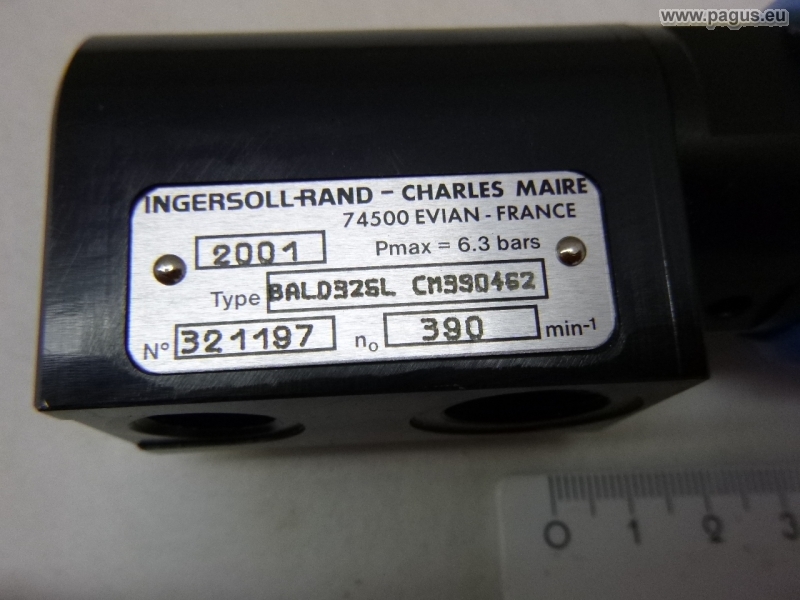 www.pagus.eu
INGERSOLL-RAND - CHARLES MAIRE
74500 EVIAN - FRANCE
2001 Pmax = 6.3 bars
Type BALD32SL CM390462
N° 321197 no 390 min-1
0 1 2 3